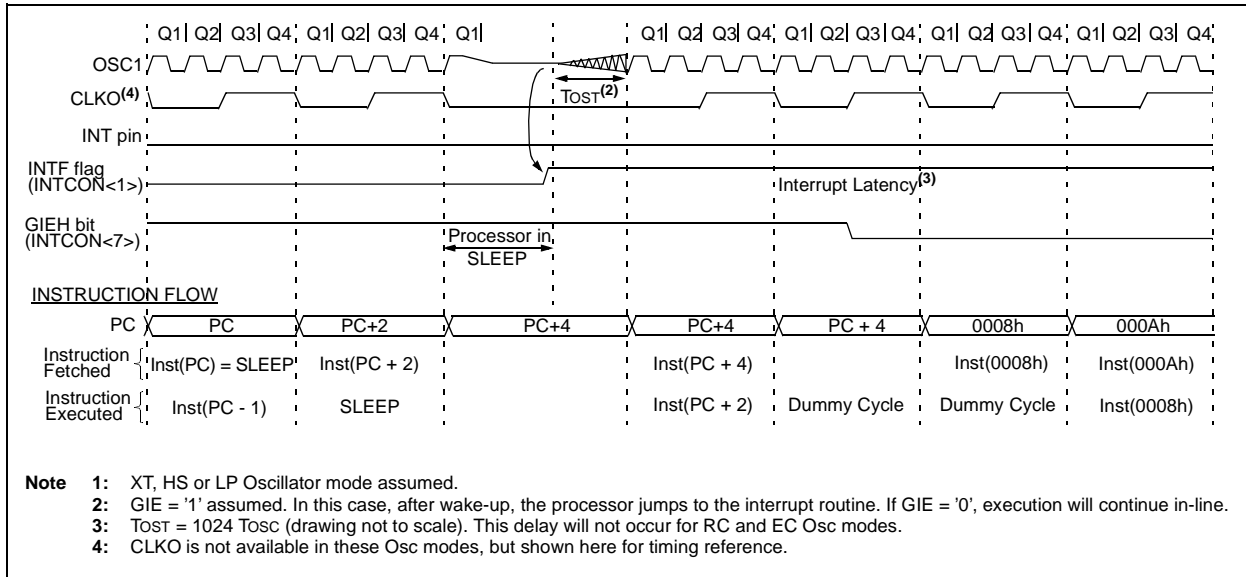 Q1 Q2 Q3 Q4 Q1 Q2 Q3 Q4 Q1 Q1 Q2 Q3 Q4 Q1 Q2 Q3 Q4 Q1 Q2 Q3 Q4 Q1 Q2 Q3 Q4
OSC1
CLKO(4)
TOST(2)
INT pin
INTF flag
(INTCON<1>)
Interrupt Latency(3)
GIEH bit
(INTCON<7>)
Processor in
SLEEP
INSTRUCTION FLOW
PC PC PC+2 PC+4 PC+4 PC + 4 0008h 000Ah
Instruction
Fetched
Inst(PC) = SLEEP Inst(PC + 2) Inst(PC + 4) Inst(0008h) Inst(000Ah)
Instruction
Executed
Inst(PC - 1) SLEEP Inst(PC + 2) Dummy Cycle Dummy Cycle Inst(0008h)
Note 1: XT, HS or LP Oscillator mode assumed.
2: GIE = '1' assumed. In this case, after wake-up, the processor jumps to the interrupt routine. If GIE = '0', execution will continue in-line.
3: TOST = 1024 TOSC (drawing not to scale). This delay will not occur for RC and EC Osc modes.
4: CLKO is not available in these Osc modes, but shown here for timing reference.